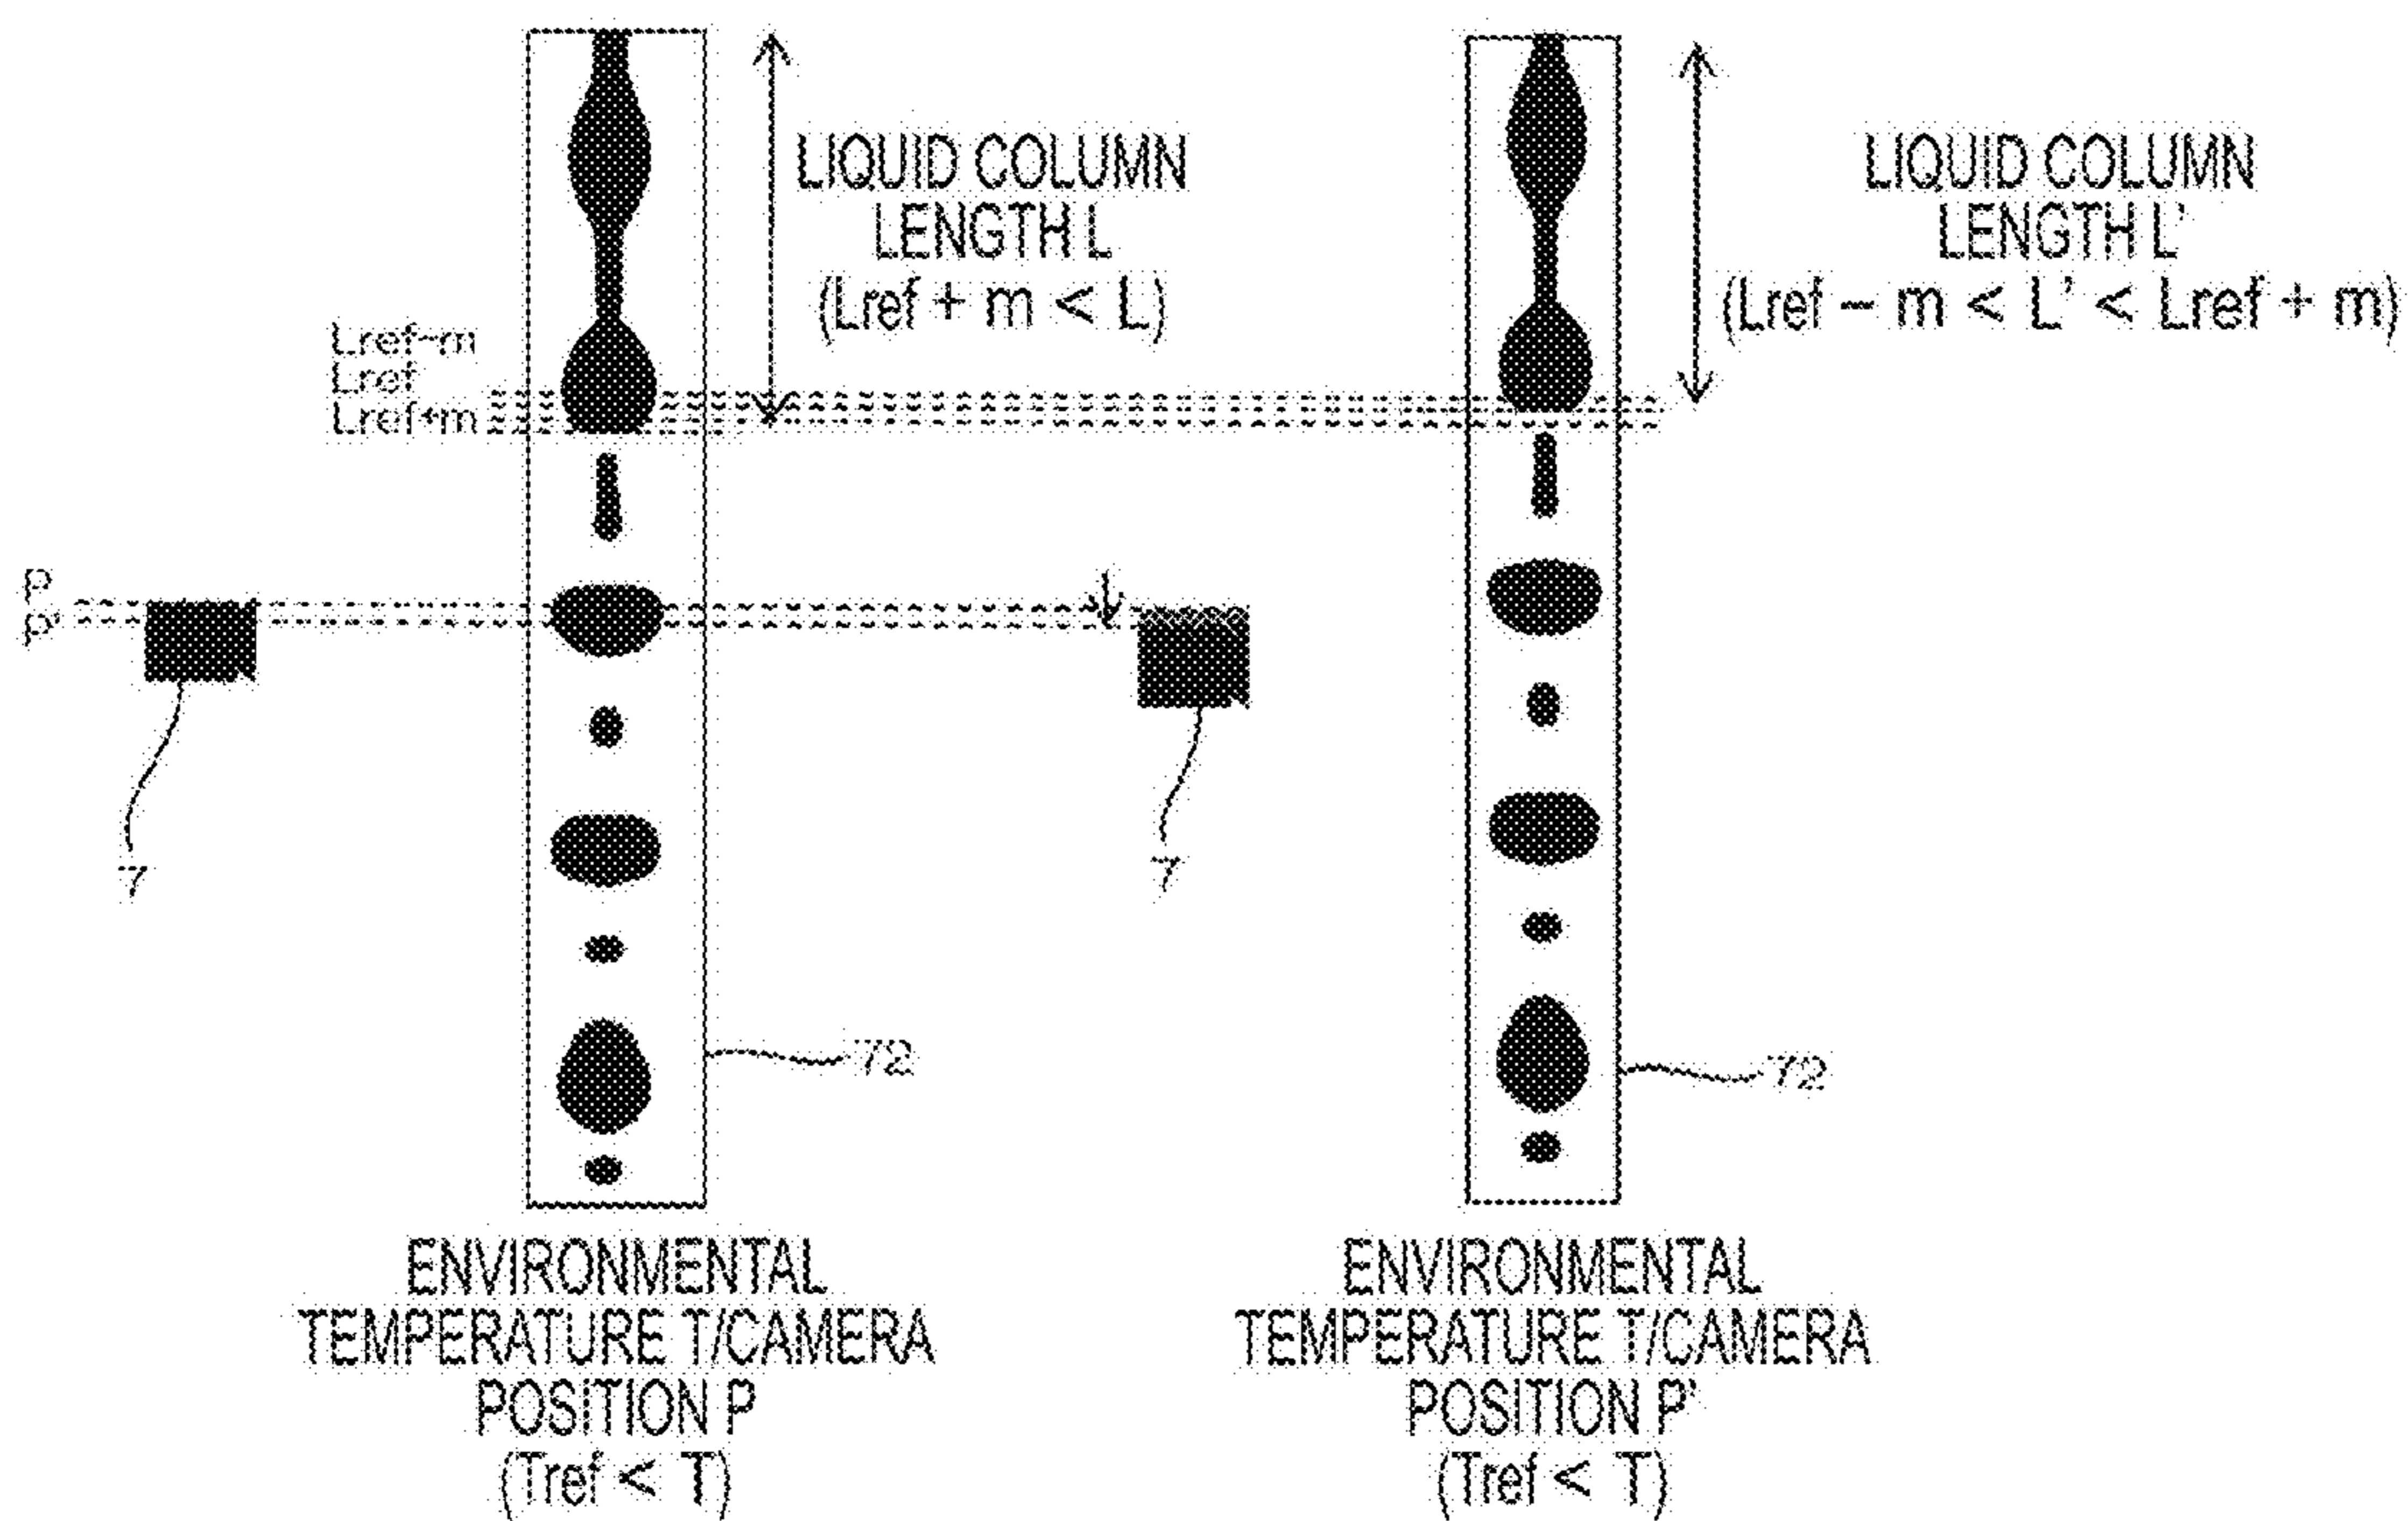 LIQUID COLUMN
LENGTH L
(Lref + m < L)
LIQUID COLUMN
LENGTH L'
(Lref – m < L' < Lref + m)
Lref-m
Lref
Lref+m
P
P'
7
7
72
72
ENVIRONMENTAL
TEMPERATURE T/CAMERA
POSITION P
(Tref < T)
ENVIRONMENTAL
TEMPERATURE T/CAMERA
POSITION P'
(Tref < T)